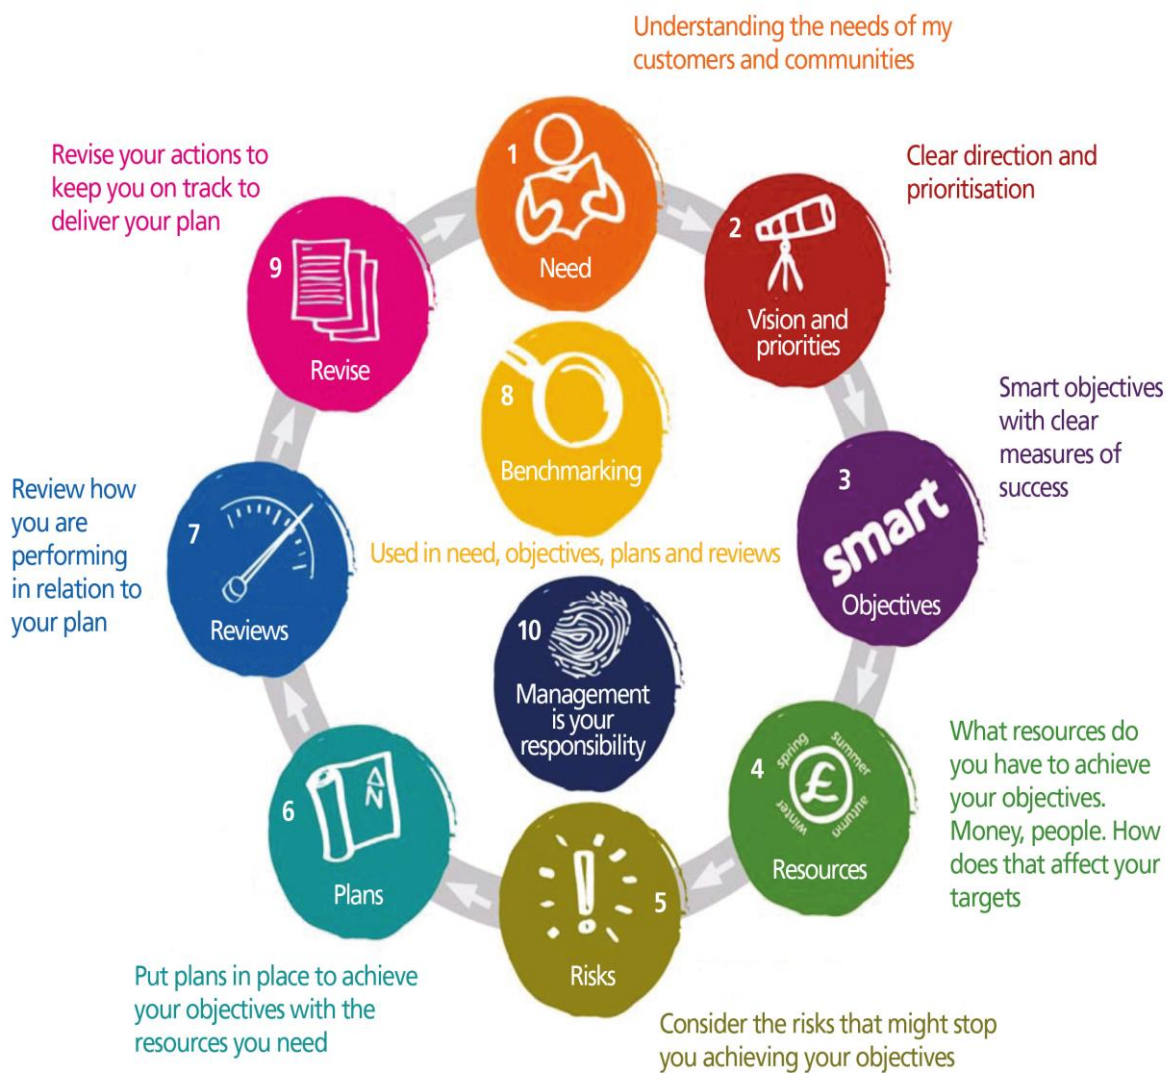 Understanding the needs of my
customers and communities
1
Need
Clear direction and
prioritisation
2
Vision and
priorities
Smart objectives
with clear
measures of
success
3
smart
Objectives
What resources do
you have to achieve
your objectives.
Money, people. How
does that affect your
targets
4
spring
summer
autumn
winter
£
Resources
5
Risks
Consider the risks that might stop
you achieving your objectives
6
N
Plans
Put plans in place to achieve
your objectives with the
resources you need
7
Reviews
Review how
you are
performing
in relation to
your plan
8
Benchmarking
Used in need, objectives, plans and reviews
9
Revise
Revise your actions to
keep you on track to
deliver your plan
10
Management
is your
responsibility